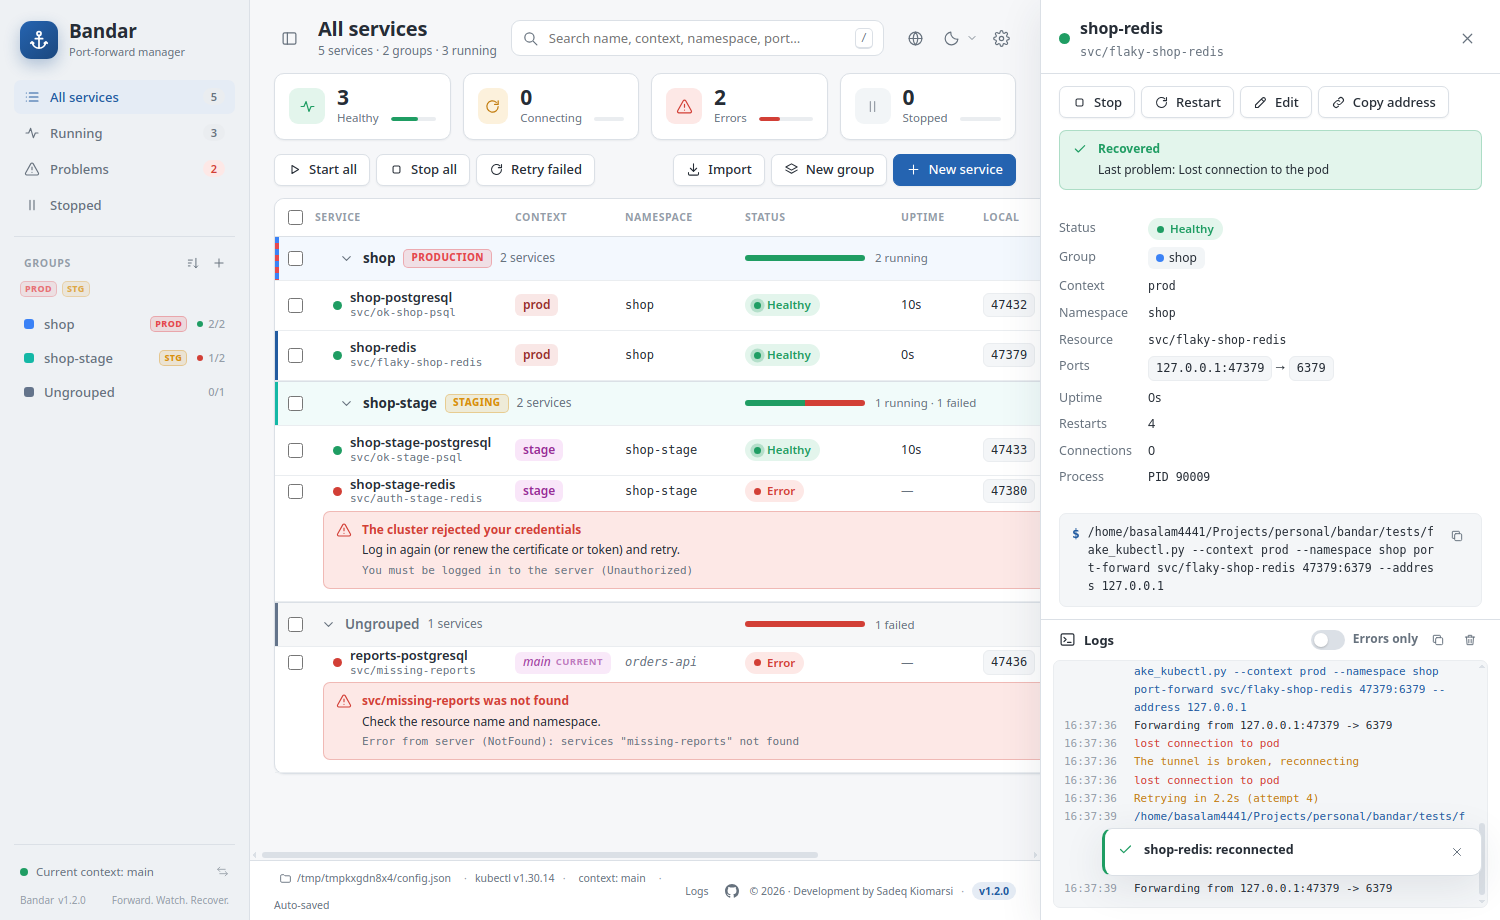 Bandar
Port-forward manager
All services 5
Running 3
Problems 2
Stopped
GROUPS
PROD STG
shop PROD 2/2
shop-stage STG 1/2
Ungrouped 0/1
Current context: main
Bandar v1.2.0 Forward. Watch. Recover.
All services
5 services · 2 groups · 3 running
Search name, context, namespace, port... /
3 Healthy
0 Connecting
2 Errors
0 Stopped
Start all Stop all Retry failed Import New group New service
SERVICE CONTEXT NAMESPACE STATUS UPTIME LOCAL
shop PRODUCTION 2 services 2 running
shop-postgresql
svc/ok-shop-psql prod shop Healthy 10s 47432
shop-redis
svc/flaky-shop-redis prod shop Healthy 0s 47379
shop-stage STAGING 2 services 1 running · 1 failed
shop-stage-postgresql
svc/ok-stage-psql stage shop-stage Healthy 10s 47433
shop-stage-redis
svc/auth-stage-redis stage shop-stage Error — 47380
The cluster rejected your credentials
Log in again (or renew the certificate or token) and retry.
You must be logged in to the server (Unauthorized)
Ungrouped 1 services 1 failed
reports-postgresql
svc/missing-reports main CURRENT orders-api Error — 47436
svc/missing-reports was not found
Check the resource name and namespace.
Error from server (NotFound): services "missing-reports" not found
/tmp/tmpkxgdn8x4/config.json · kubectl v1.30.14 · context: main ·
Auto-saved
Logs © 2026 · Development by Sadeq Kiomarsi · v1.2.0
shop-redis
svc/flaky-shop-redis
Stop Restart Edit Copy address
Recovered
Last problem: Lost connection to the pod
Status Healthy
Group shop
Context prod
Namespace shop
Resource svc/flaky-shop-redis
Ports 127.0.0.1:47379 → 6379
Uptime 0s
Restarts 4
Connections 0
Process PID 90009
$ /home/basalam4441/Projects/personal/bandar/tests/f
ake_kubectl.py --context prod --namespace shop por
t-forward svc/flaky-shop-redis 47379:6379 --addres
s 127.0.0.1
Logs Errors only
ake_kubectl.py --context prod --namespace shop
port-forward svc/flaky-shop-redis 47379:6379 --
address 127.0.0.1
16:37:36 Forwarding from 127.0.0.1:47379 -> 6379
16:37:36 lost connection to pod
16:37:36 The tunnel is broken, reconnecting
16:37:36 lost connection to pod
16:37:36 Retrying in 2.2s (attempt 4)
16:37:39 /home/basalam4441/Projects/personal/bandar/tests/f
shop-redis: reconnected
16:37:39 Forwarding from 127.0.0.1:47379 -> 6379